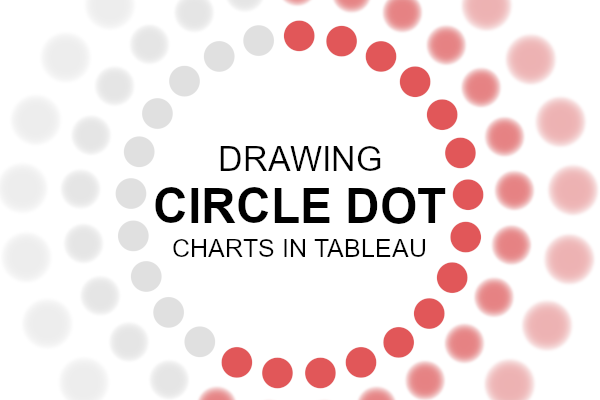 DRAWING
CIRCLE DOT
CHARTS IN TABLEAU